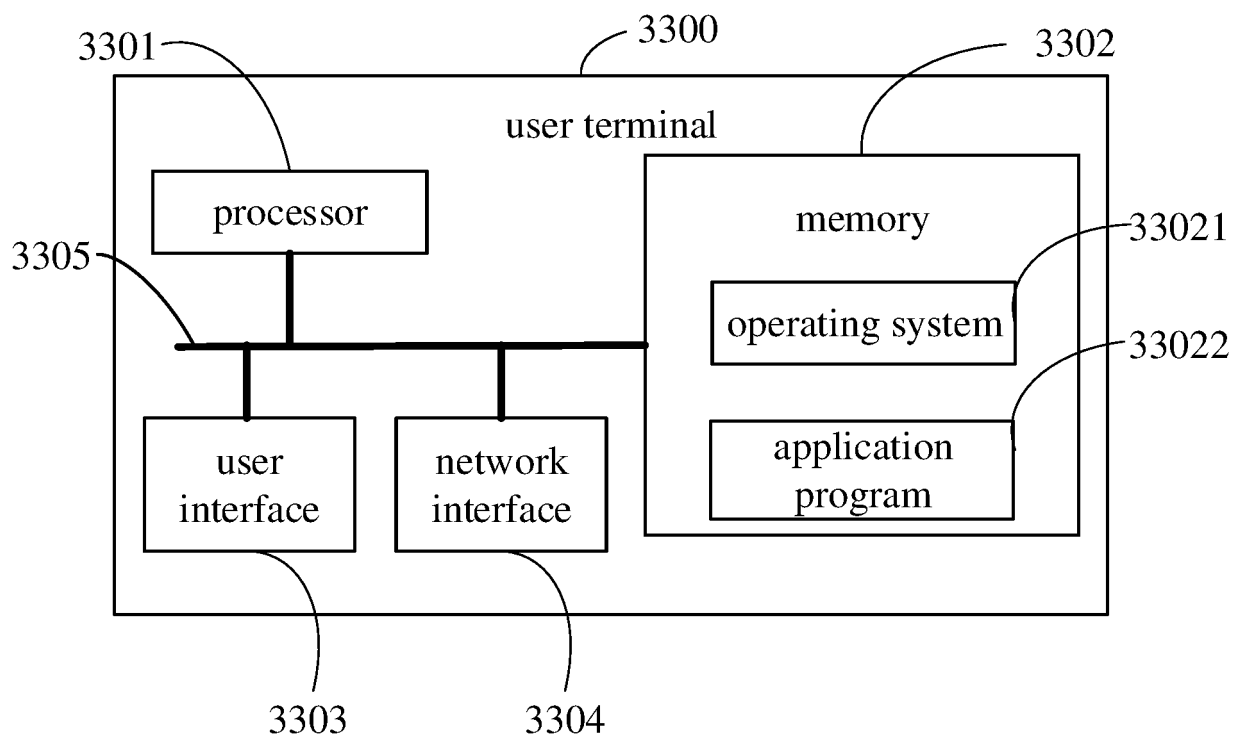 3300
3301
3302
user terminal
processor
memory
33021
3305
operating system
33022
user
interface
network
interface
application
program
3303
3304